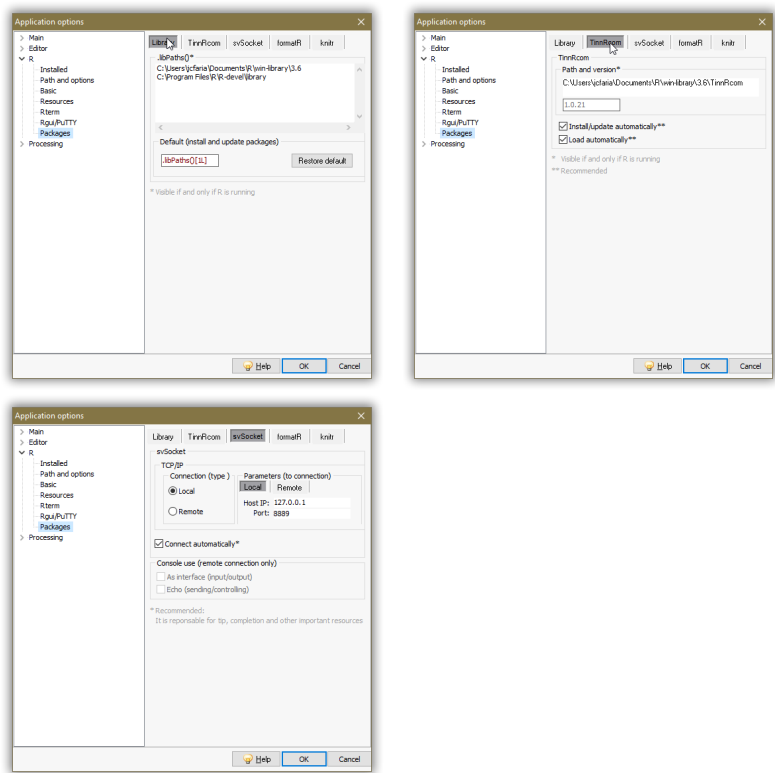 Application options
Main
Editor
R
Installed
Path and options
Basic
Resources
Rterm
Rgui/PuTTY
Packages
Processing
Library TinnRcom svSocket formatR knitr
.libPaths()*
C:\Users\jcfaria\Documents\R\win-library\3.6
C:\Program Files\R\R-devel\library
Default (install and update packages)
.libPaths()[1L] Restore default
* Visible if and only if R is running
Help OK Cancel
Application options
Main
Editor
R
Installed
Path and options
Basic
Resources
Rterm
Rgui/PuTTY
Packages
Processing
Library TinnRcom svSocket formatR knitr
TinnRcom
Path and version*
C:\Users\jcfaria\Documents\R\win-library\3.6\TinnRcom
1.0.21
Install/update automatically**
Load automatically**
* Visible if and only if R is running
** Recommended
Help OK Cancel
Application options
Main
Editor
R
Installed
Path and options
Basic
Resources
Rterm
Rgui/PuTTY
Packages
Processing
Library TinnRcom svSocket formatR knitr
svSocket
TCP/IP
Connection (type ) Parameters (to connection)
Local Local Remote
Remote Host IP: 127.0.0.1
Port: 8889
Connect automatically*
Console use (remote connection only)
As interface (input/output)
Echo (sending/controlling)
* Recommended:
It is reponsable for tip, completion and other important resources
Help OK Cancel